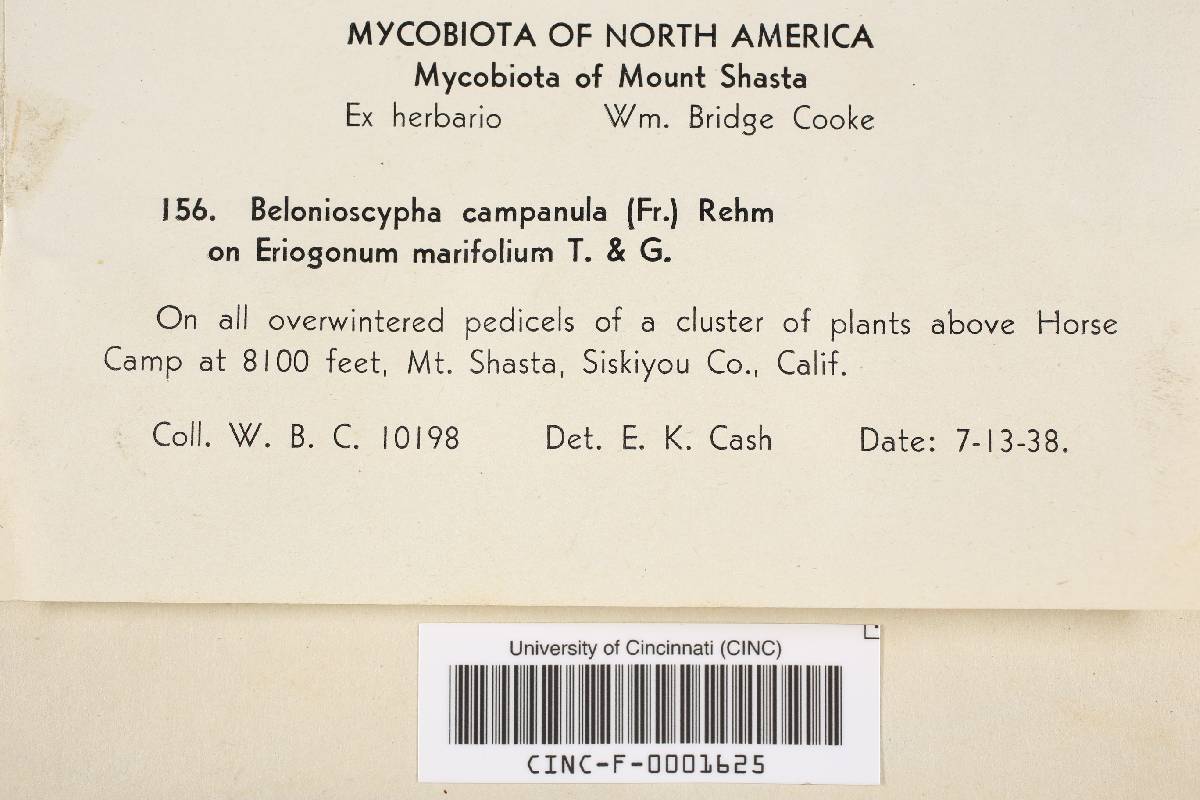 MYCOBIOTA OF NORTH AMERICA
Mycobiota of Mount Shasta
Ex herbario Wm. Bridge Cooke
156. Belonioscypha campanula (Fr.) Rehm
on Eriogonum marifolium T. & G.
On all overwintered pedicels of a cluster of plants above Horse
Camp at 8100 feet, Mt. Shasta, Siskiyou Co., Calif.
Coll. W. B. C. 10198 Det. E. K. Cash Date: 7-13-38.
University of Cincinnati (CINC)
CINC-F-0001625